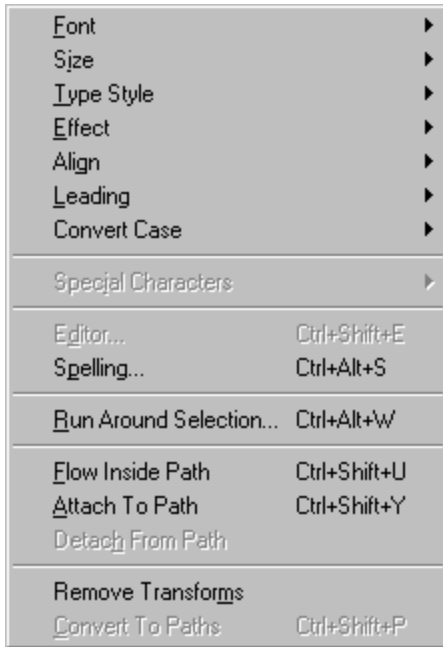 Font
Size
Type Style
Effect
Align
Leading
Convert Case
Special Characters
Editor... Ctrl+Shift+E
Spelling... Ctrl+Alt+S
Run Around Selection... Ctrl+Alt+W
Flow Inside Path Ctrl+Shift+U
Attach To Path Ctrl+Shift+Y
Detach From Path
Remove Transforms
Convert To Paths Ctrl+Shift+P